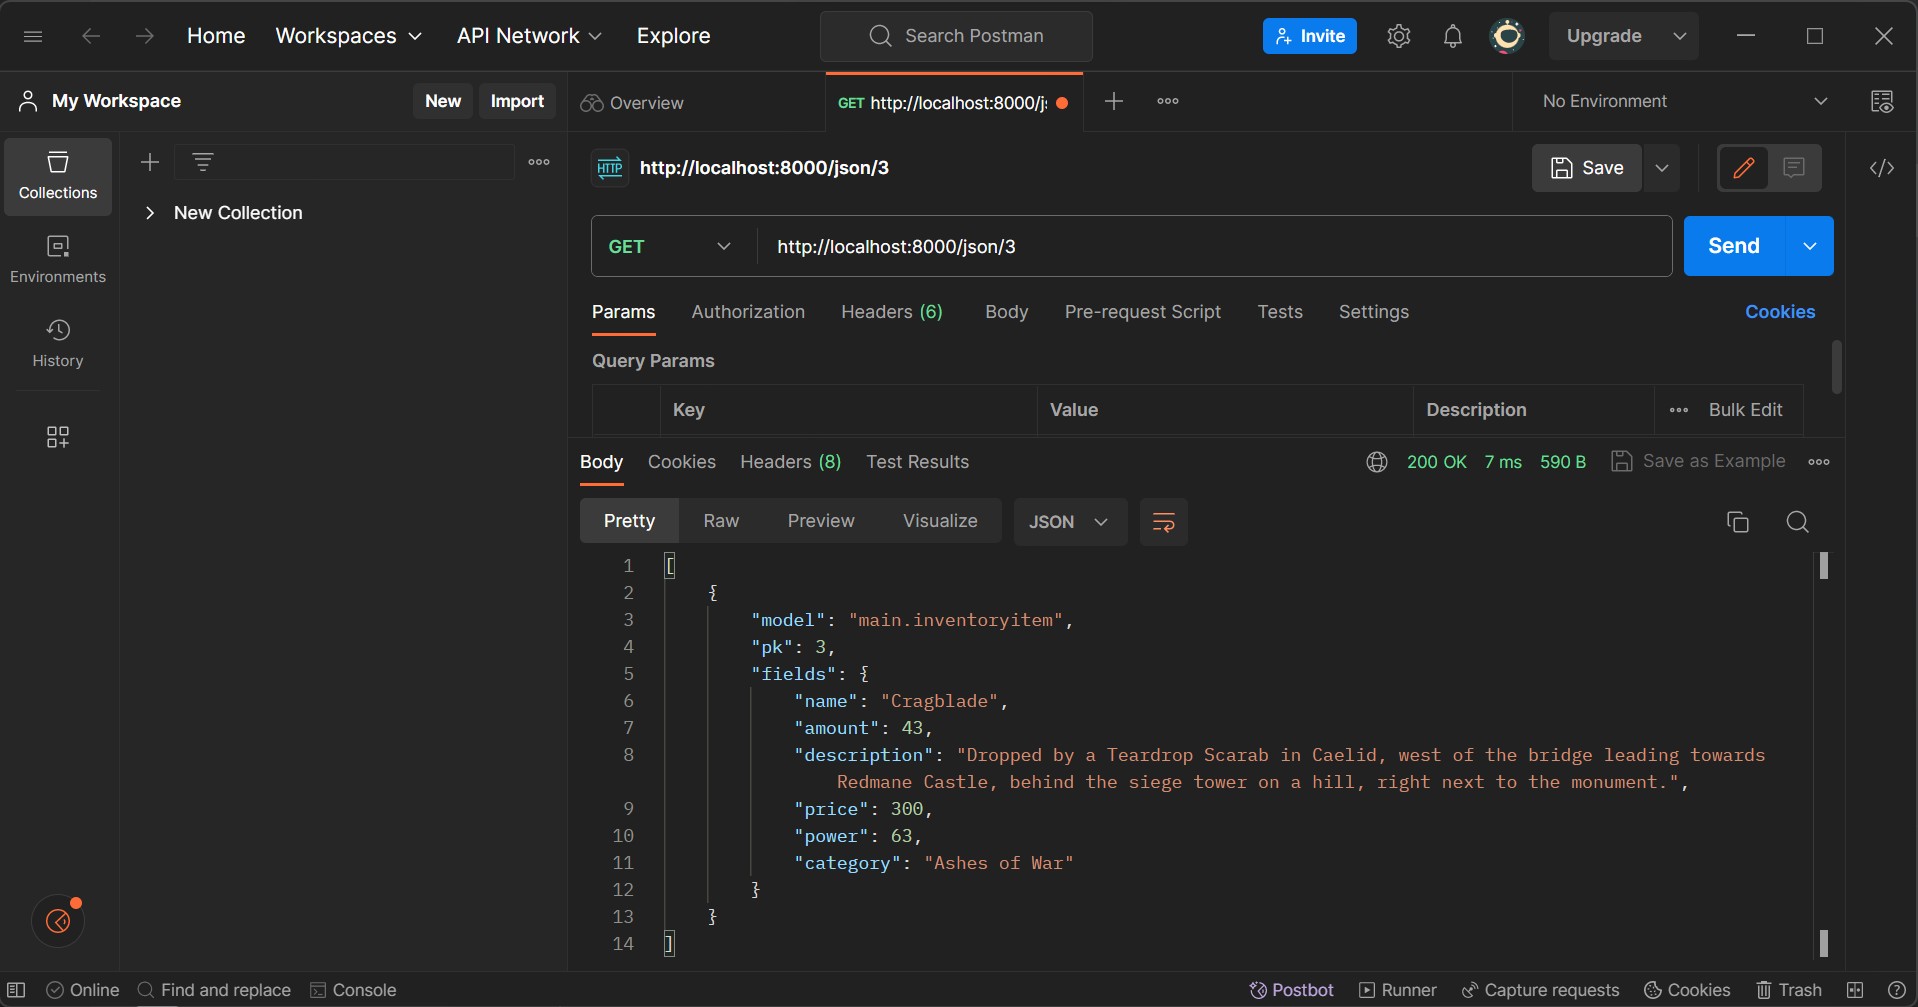 Home Workspaces API Network Explore Search Postman Invite Upgrade
My Workspace New Import Overview GET http://localhost:8000/j No Environment
Collections
Environments
History
New Collection
HTTP http://localhost:8000/json/3 Save
GET http://localhost:8000/json/3 Send
Params Authorization Headers (6) Body Pre-request Script Tests Settings Cookies
Query Params
Key Value Description Bulk Edit
Body Cookies Headers (8) Test Results 200 OK 7 ms 590 B Save as Example
Pretty Raw Preview Visualize JSON
1 [
2 {
3 "model": "main.inventoryitem",
4 "pk": 3,
5 "fields": {
6 "name": "Cragblade",
7 "amount": 43,
8 "description": "Dropped by a Teardrop Scarab in Caelid, west of the bridge leading towards
Redmane Castle, behind the siege tower on a hill, right next to the monument.",
9 "price": 300,
10 "power": 63,
11 "category": "Ashes of War"
12 }
13 }
14 ]
Online Find and replace Console Postbot Runner Capture requests Cookies Trash